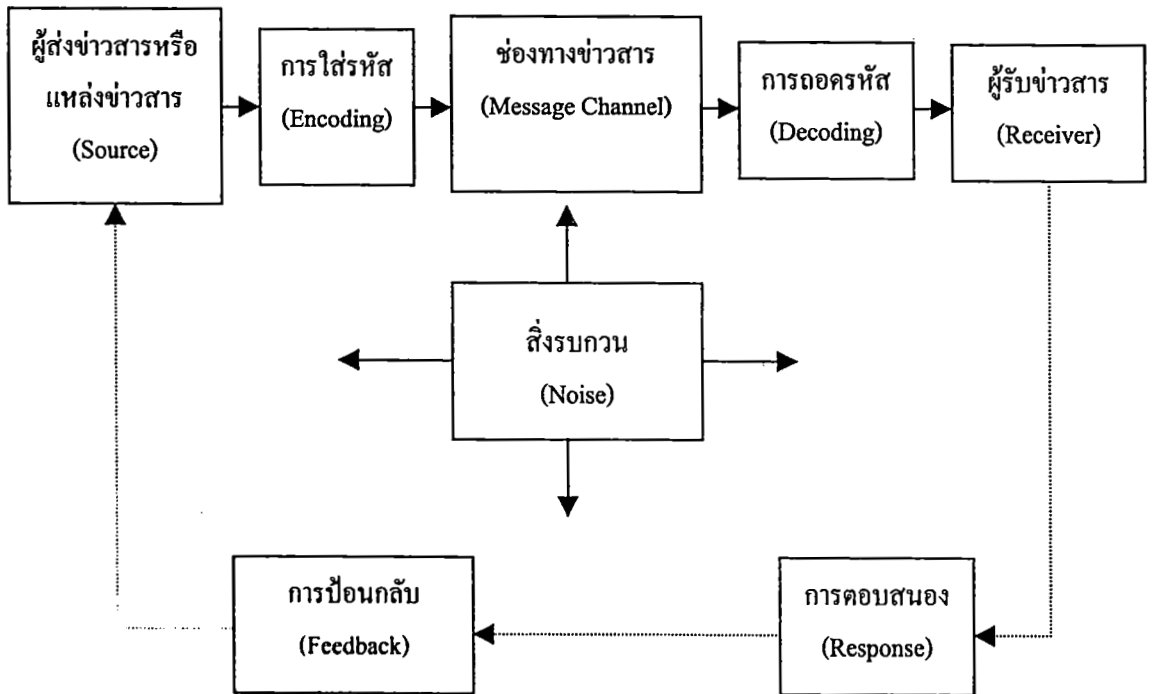 ผู้ส่งข่าวสารหรือ
แหล่งข่าวสาร
(Source)
การใส่รหัส
(Encoding)
ช่องทางข่าวสาร
(Message Channel)
การถอดรหัส
(Decoding)
ผู้รับข่าวสาร
(Receiver)
สิ่งรบกวน
(Noise)
การป้อนกลับ
(Feedback)
การตอบสนอง
(Response)